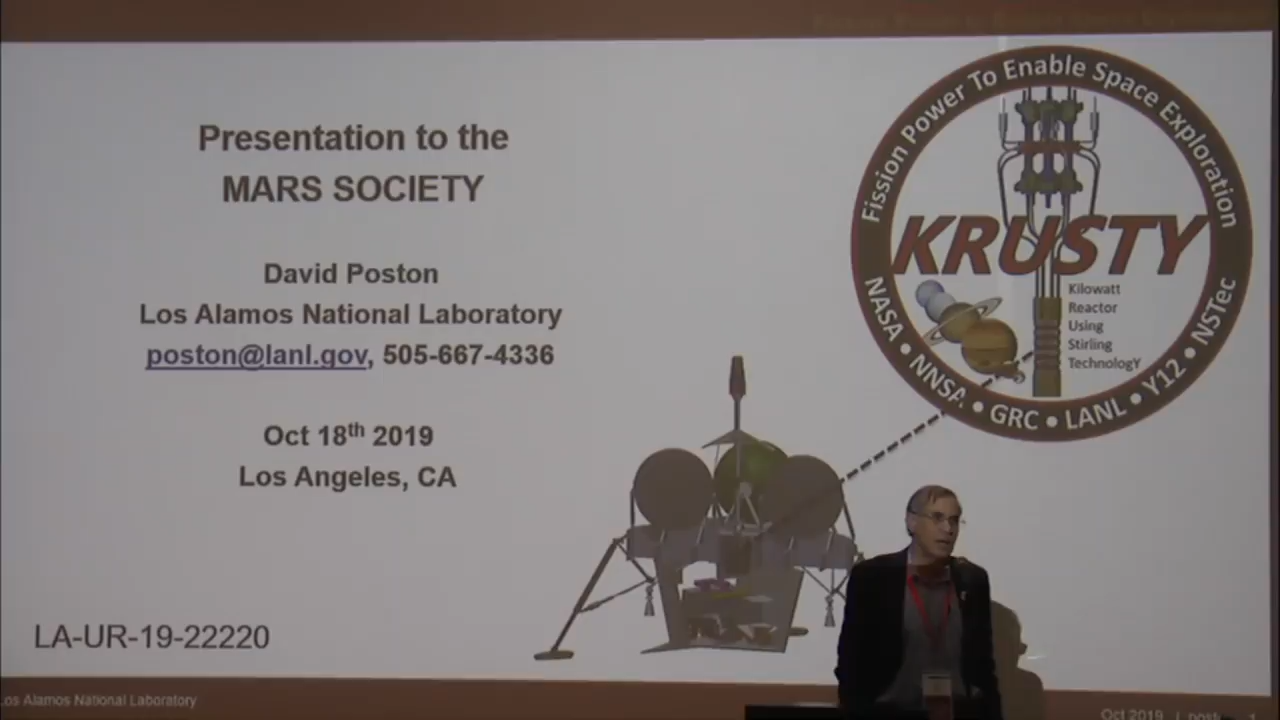 Presentation to the
MARS SOCIETY
David Poston
Los Alamos National Laboratory
poston@lanl.gov, 505-667-4336
Oct 18th 2019
Los Angeles, CA
LA-UR-19-22220
Fission Power To Enable Space Exploration
KRUSTY
Kilowatt
Reactor
Using
Stirling
TechnologY
NASA • NNSA • GRC • LANL • Y12 • NSTec
Los Alamos National Laboratory
Oct 2019 |